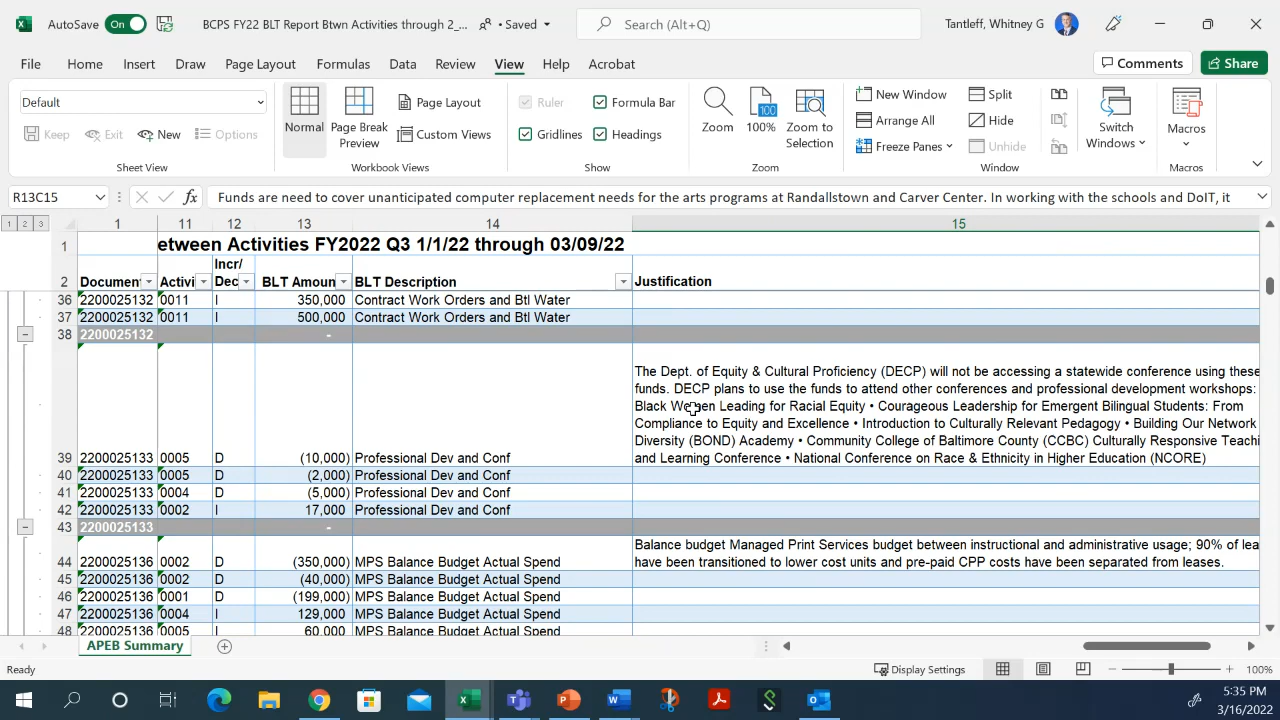 AutoSave On BCPS FY22 BLT Report Btwn Activities through 2_... • Saved Search (Alt+Q) Tantleff, Whitney G
File Home Insert Draw Page Layout Formulas Data Review View Help Acrobat Comments Share
Default
Keep Exit New Options
Sheet View
Normal
Page Break Preview
Page Layout
Custom Views
Workbook Views
Ruler Formula Bar
Gridlines Headings
Show
Zoom
100
100%
Zoom to Selection
Zoom
New Window
Arrange All
Freeze Panes
Split
Hide
Unhide
Window
Switch Windows
Macros
Macros
R13C15 fx Funds are need to cover unanticipated computer replacement needs for the arts programs at Randallstown and Carver Center. In working with the schools and DoIT, it
1 2 3 1 11 12 13 14 15
1 etween Activities FY2022 Q3 1/1/22 through 03/09/22
2 Document Activi Incr/ Dec BLT Amoun BLT Description Justification
36 2200025132 0011 I 350,000 Contract Work Orders and Btl Water
37 2200025132 0011 I 500,000 Contract Work Orders and Btl Water
38 2200025132 -
The Dept. of Equity & Cultural Proficiency (DECP) will not be accessing a statewide conference using these
funds. DECP plans to use the funds to attend other conferences and professional development workshops:
Black Women Leading for Racial Equity • Courageous Leadership for Emergent Bilingual Students: From
Compliance to Equity and Excellence • Introduction to Culturally Relevant Pedagogy • Building Our Network
Diversity (BOND) Academy • Community College of Baltimore County (CCBC) Culturally Responsive Teachi
39 2200025133 0005 D (10,000) Professional Dev and Conf and Learning Conference • National Conference on Race & Ethnicity in Higher Education (NCORE)
40 2200025133 0005 D (2,000) Professional Dev and Conf
41 2200025133 0004 D (5,000) Professional Dev and Conf
42 2200025133 0002 I 17,000 Professional Dev and Conf
43 2200025133 -
Balance budget Managed Print Services budget between instructional and administrative usage; 90% of lea
44 2200025136 0002 D (350,000) MPS Balance Budget Actual Spend have been transitioned to lower cost units and pre-paid CPP costs have been separated from leases.
45 2200025136 0002 D (40,000) MPS Balance Budget Actual Spend
46 2200025136 0001 D (199,000) MPS Balance Budget Actual Spend
47 2200025136 0004 I 129,000 MPS Balance Budget Actual Spend
48 2200025136 0005 I 60,000 MPS Balance Budget Actual Spend
APEB Summary
Ready Display Settings 100%
5:35 PM
3/16/2022